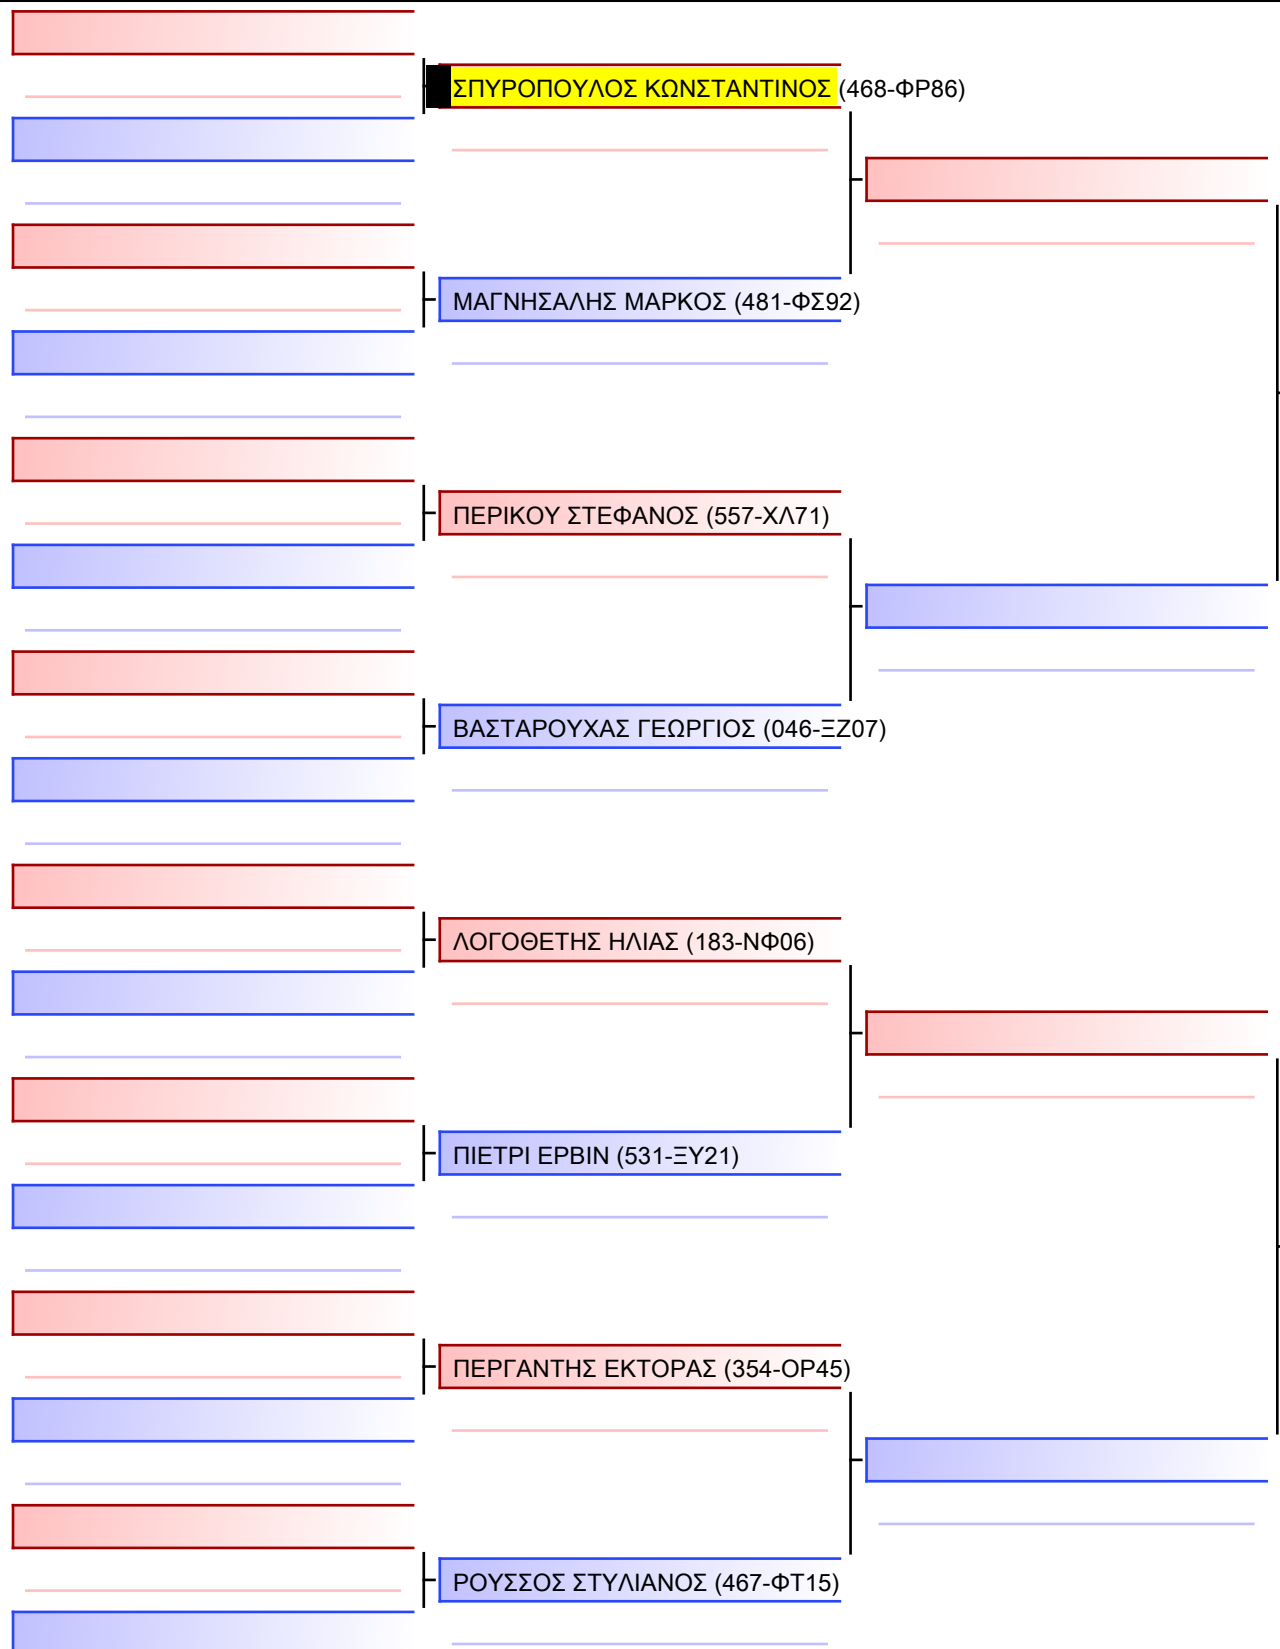 ΣΠΥΡΟΠΟΥΛΟΣ ΚΩΝΣΤΑΝΤΙΝΟΣ (468-ΦΡ86)
ΜΑΓΝΗΣΑΛΗΣ ΜΑΡΚΟΣ (481-ΦΣ92)
ΠΕΡΙΚΟΥ ΣΤΕΦΑΝΟΣ (557-ΧΛ71)
ΒΑΣΤΑΡΟΥΧΑΣ ΓΕΩΡΓΙΟΣ (046-ΞΖ07)
ΛΟΓΟΘΕΤΗΣ ΗΛΙΑΣ (183-ΝΦ06)
ΠΙΕΤΡΙ ΕΡΒΙΝ (531-ΞΥ21)
ΠΕΡΓΑΝΤΗΣ ΕΚΤΟΡΑΣ (354-ΟΡ45)
ΡΟΥΣΣΟΣ ΣΤΥΛΙΑΝΟΣ (467-ΦΤ15)